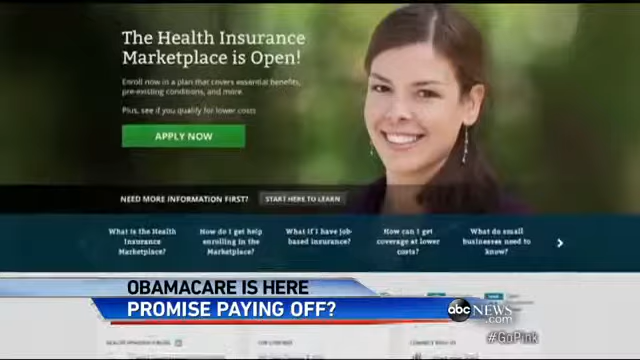 The Health Insurance
Marketplace is Open!
Enroll now in a plan that covers essential benefits,
pre-existing conditions, and more.
Plus, see if you qualify for lower costs
APPLY NOW
NEED MORE INFORMATION FIRST? START HERE TO LEARN
What is the Health
Insurance
Marketplace?
How do I get help
enrolling in the
Marketplace?
What if I have job-
based insurance?
How can I get
coverage at lower
costs?
What do small
businesses need to
know?
OBAMACARE IS HERE
PROMISE PAYING OFF?
abc NEWS
.com
#GoPink